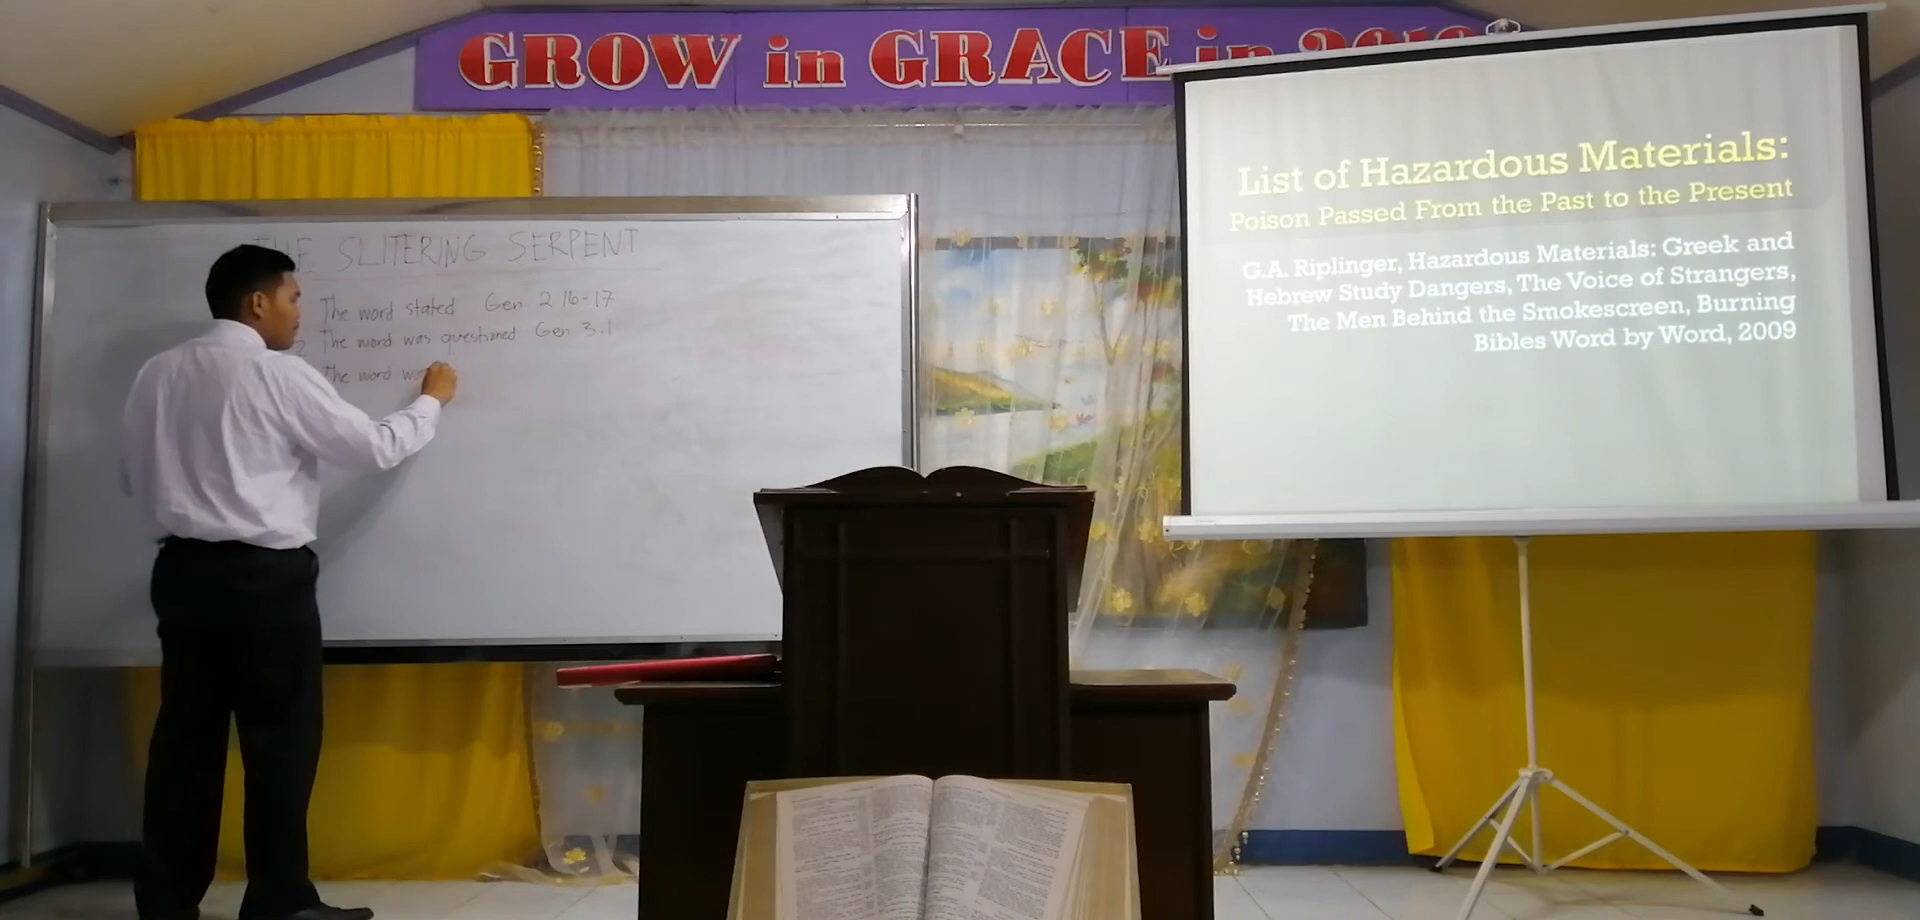 GROW in GRACE in
THE SLITERING SERPENT
The word stated Gen 2 16-17
2 The word was questioned Gen 3.1
The word
List of Hazardous Materials:
Poison Passed From the Past to the Present
G.A. Riplinger, Hazardous Materials: Greek and
Hebrew Study Dangers, The Voice of Strangers,
The Men Behind the Smokescreen, Burning
Bibles Word by Word, 2009